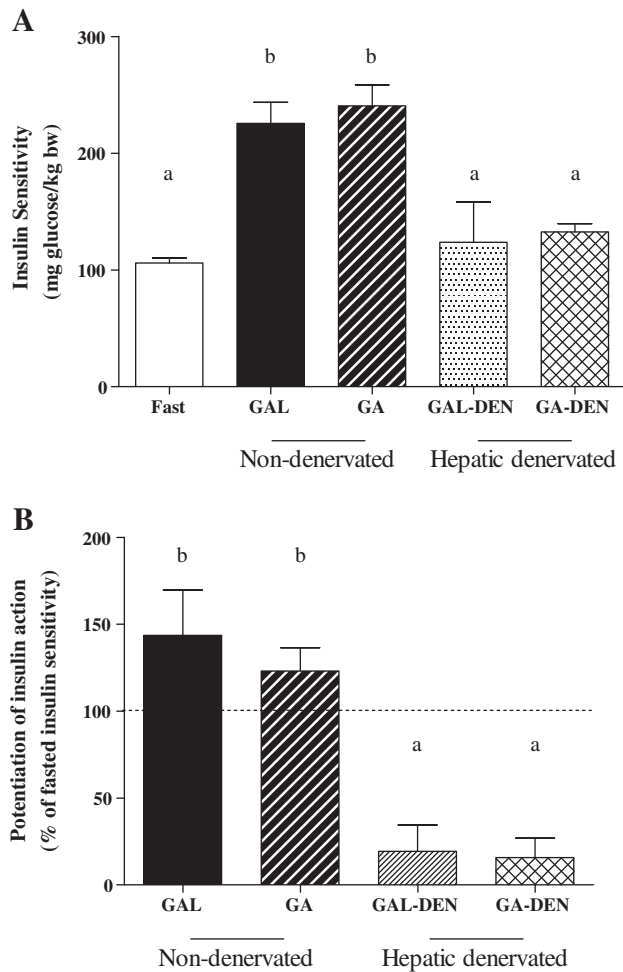 A
Insulin Sensitivity
(mg glucose/kg bw)
300
200
100
0
a
b
b
a
a
Fast
GAL
GA
GAL-DEN
GA-DEN
Non-denervated
Hepatic denervated
B
Potentiation of insulin action
(% of fasted insulin sensitivity)
200
150
100
50
0
b
b
a
a
GAL
GA
GAL-DEN
GA-DEN
Non-denervated
Hepatic denervated